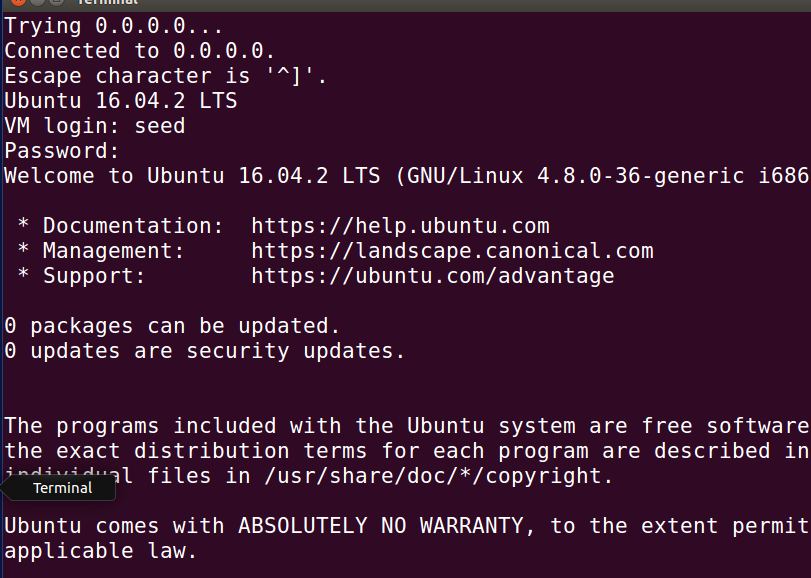 Terminal
Trying 0.0.0.0...
Connected to 0.0.0.0.
Escape character is '^]'.
Ubuntu 16.04.2 LTS
VM login: seed
Password:
Welcome to Ubuntu 16.04.2 LTS (GNU/Linux 4.8.0-36-generic i686
* Documentation:  https://help.ubuntu.com
* Management:     https://landscape.canonical.com
* Support:        https://ubuntu.com/advantage
0 packages can be updated.
0 updates are security updates.
The programs included with the Ubuntu system are free software
the exact distribution terms for each program are described in
individual files in /usr/share/doc/*/copyright.
Terminal
Ubuntu comes with ABSOLUTELY NO WARRANTY, to the extent permit
applicable law.